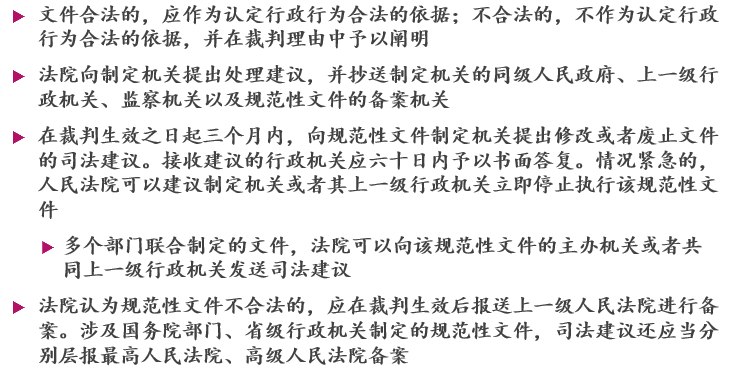 文件合法的，应作为认定行政行为合法的依据；不合法的，不作为认定行政
行为合法的依据，并在裁判理由中予以阐明
法院向制定机关提出处理建议，并抄送制定机关的同级人民政府、上一级行
政机关、监察机关以及规范性文件的备案机关
在裁判生效之日起三个月内，向规范性文件制定机关提出修改或者废止文件
的司法建议。接收建议的行政机关应六十日内予以书面答复。情况紧急的，
人民法院可以建议制定机关或者其上一级行政机关立即停止执行该规范性文
件
多个部门联合制定的文件，法院可以向该规范性文件的主办机关或者共
同上一级行政机关发送司法建议
法院认为规范性文件不合法的，应在裁判生效后报送上一级人民法院进行备
案。涉及国务院部门、省级行政机关制定的规范性文件，司法建议还应当分
别层报最高人民法院、高级人民法院备案